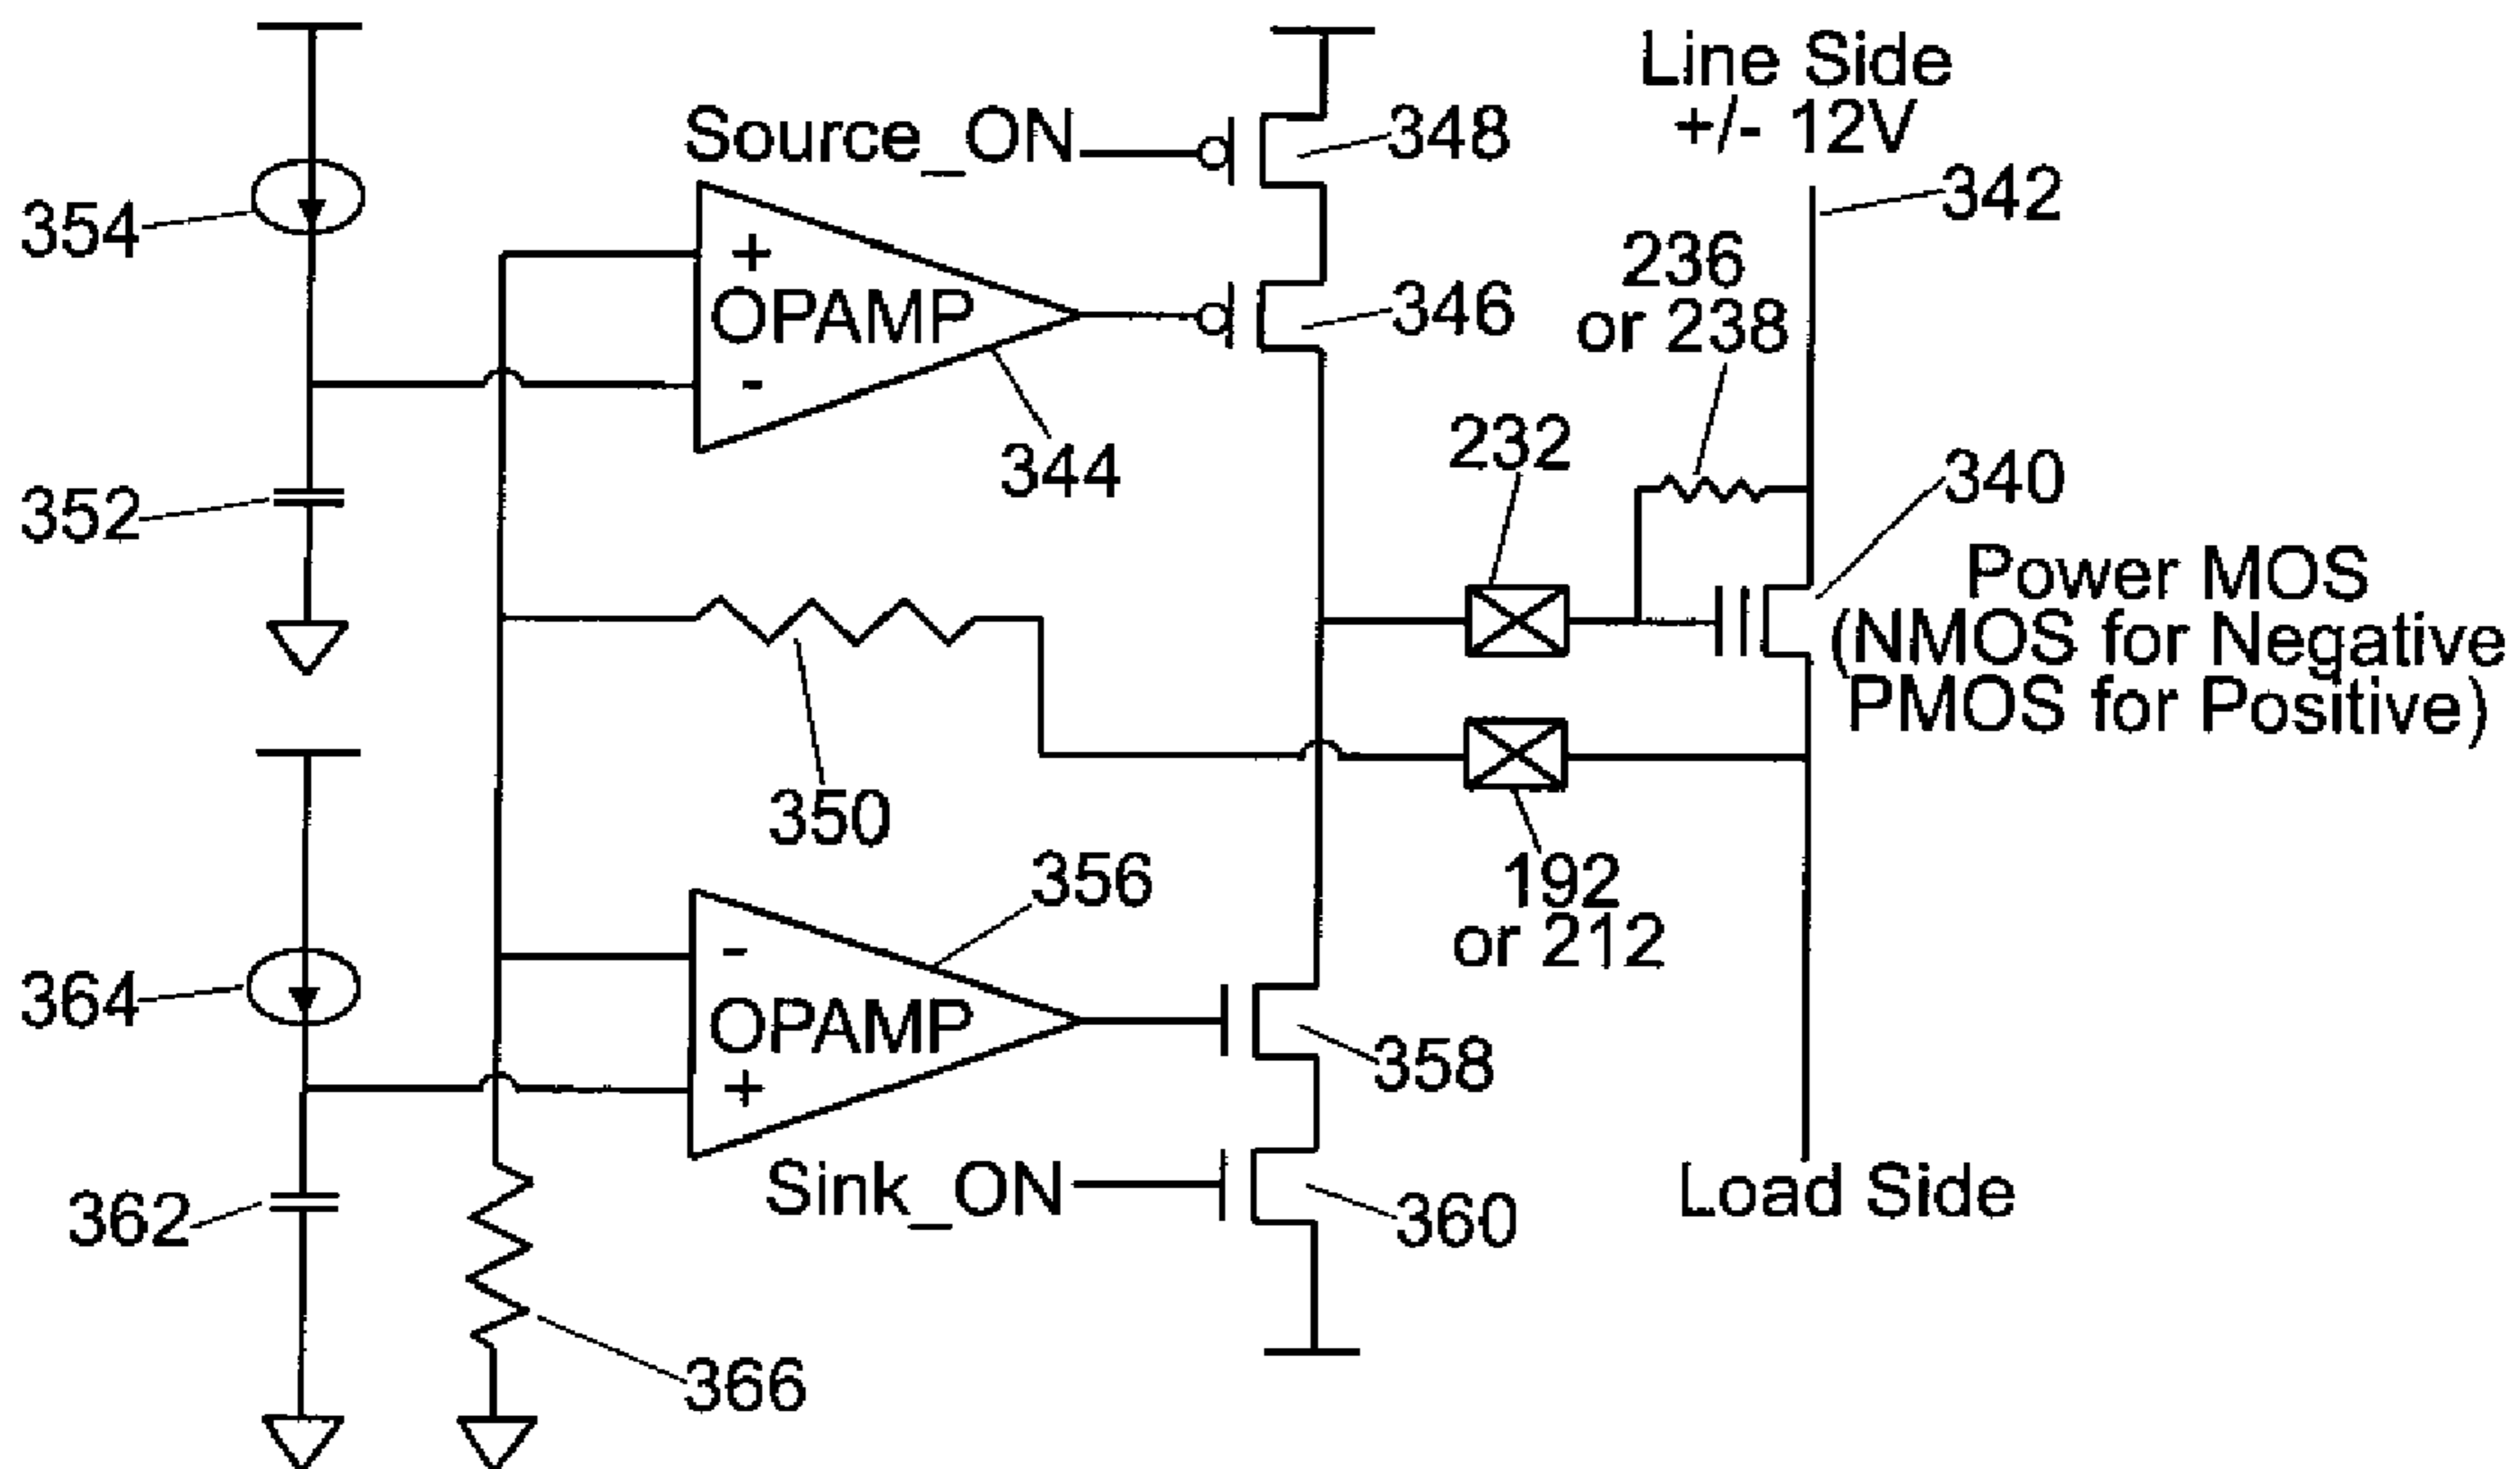 Line Side
+/- 12V
Source_ON
348
342
354
+
OPAMP
-
236
or 238
346
232
344
340
352
Power MOS
(NMOS for Negative
PMOS for Positive)
350
356
192
or 212
364
-
OPAMP
+
358
Sink_ON
360
Load Side
362
366